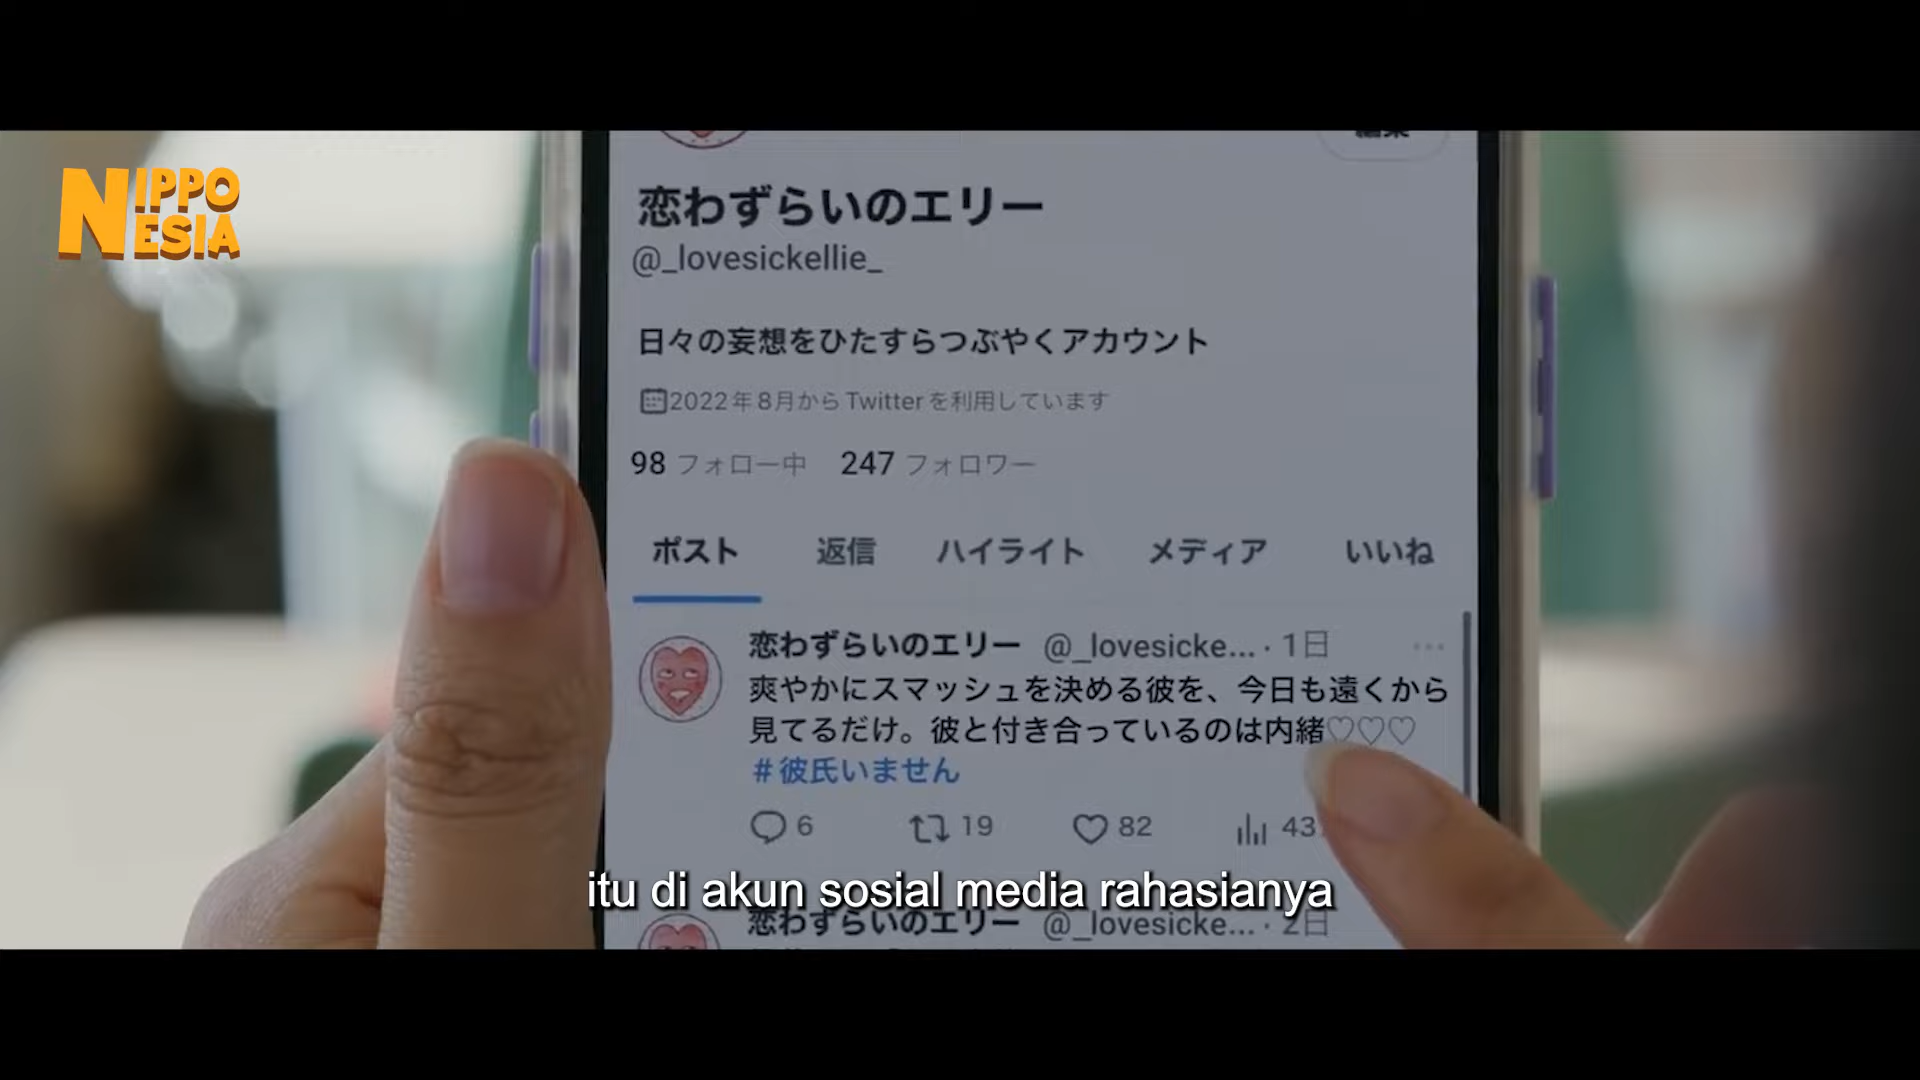 NIPPO
NESIA
編集
恋わずらいのエリー
@_lovesickellie_
日々の妄想をひたすらつぶやくアカウント
2022年8月からTwitterを利用しています
98 フォロー中 247 フォロワー
ポスト 返信 ハイライト メディア いいね
恋わずらいのエリー @_lovesicke... · 1日 ...
爽やかにスマッシュを決める彼を、今日も遠くから
見てるだけ。彼と付き合っているのは内緒♡♡♡
#彼氏いません
6 19 82 43
itu di akun sosial media rahasianya
恋わずらいのエリー @_lovesicke... · 2日